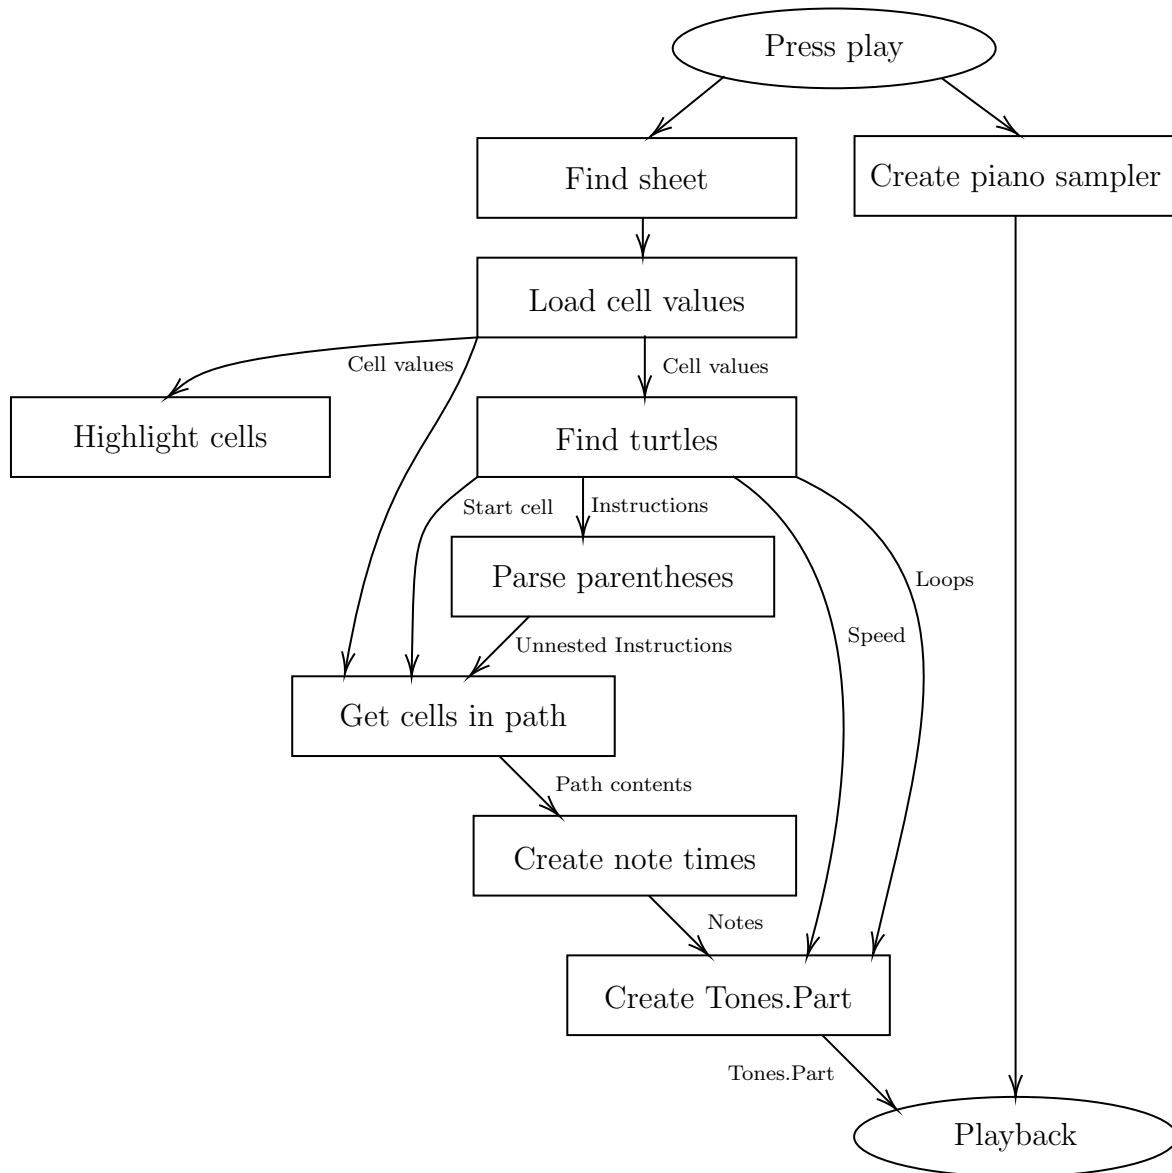 Press play
Find sheet
Create piano sampler
Load cell values
Cell values
Cell values
Highlight cells
Find turtles
Start cell
Instructions
Parse parentheses
Loops
Speed
Unnested Instructions
Get cells in path
Path contents
Create note times
Notes
Create Tones.Part
Tones.Part
Playback